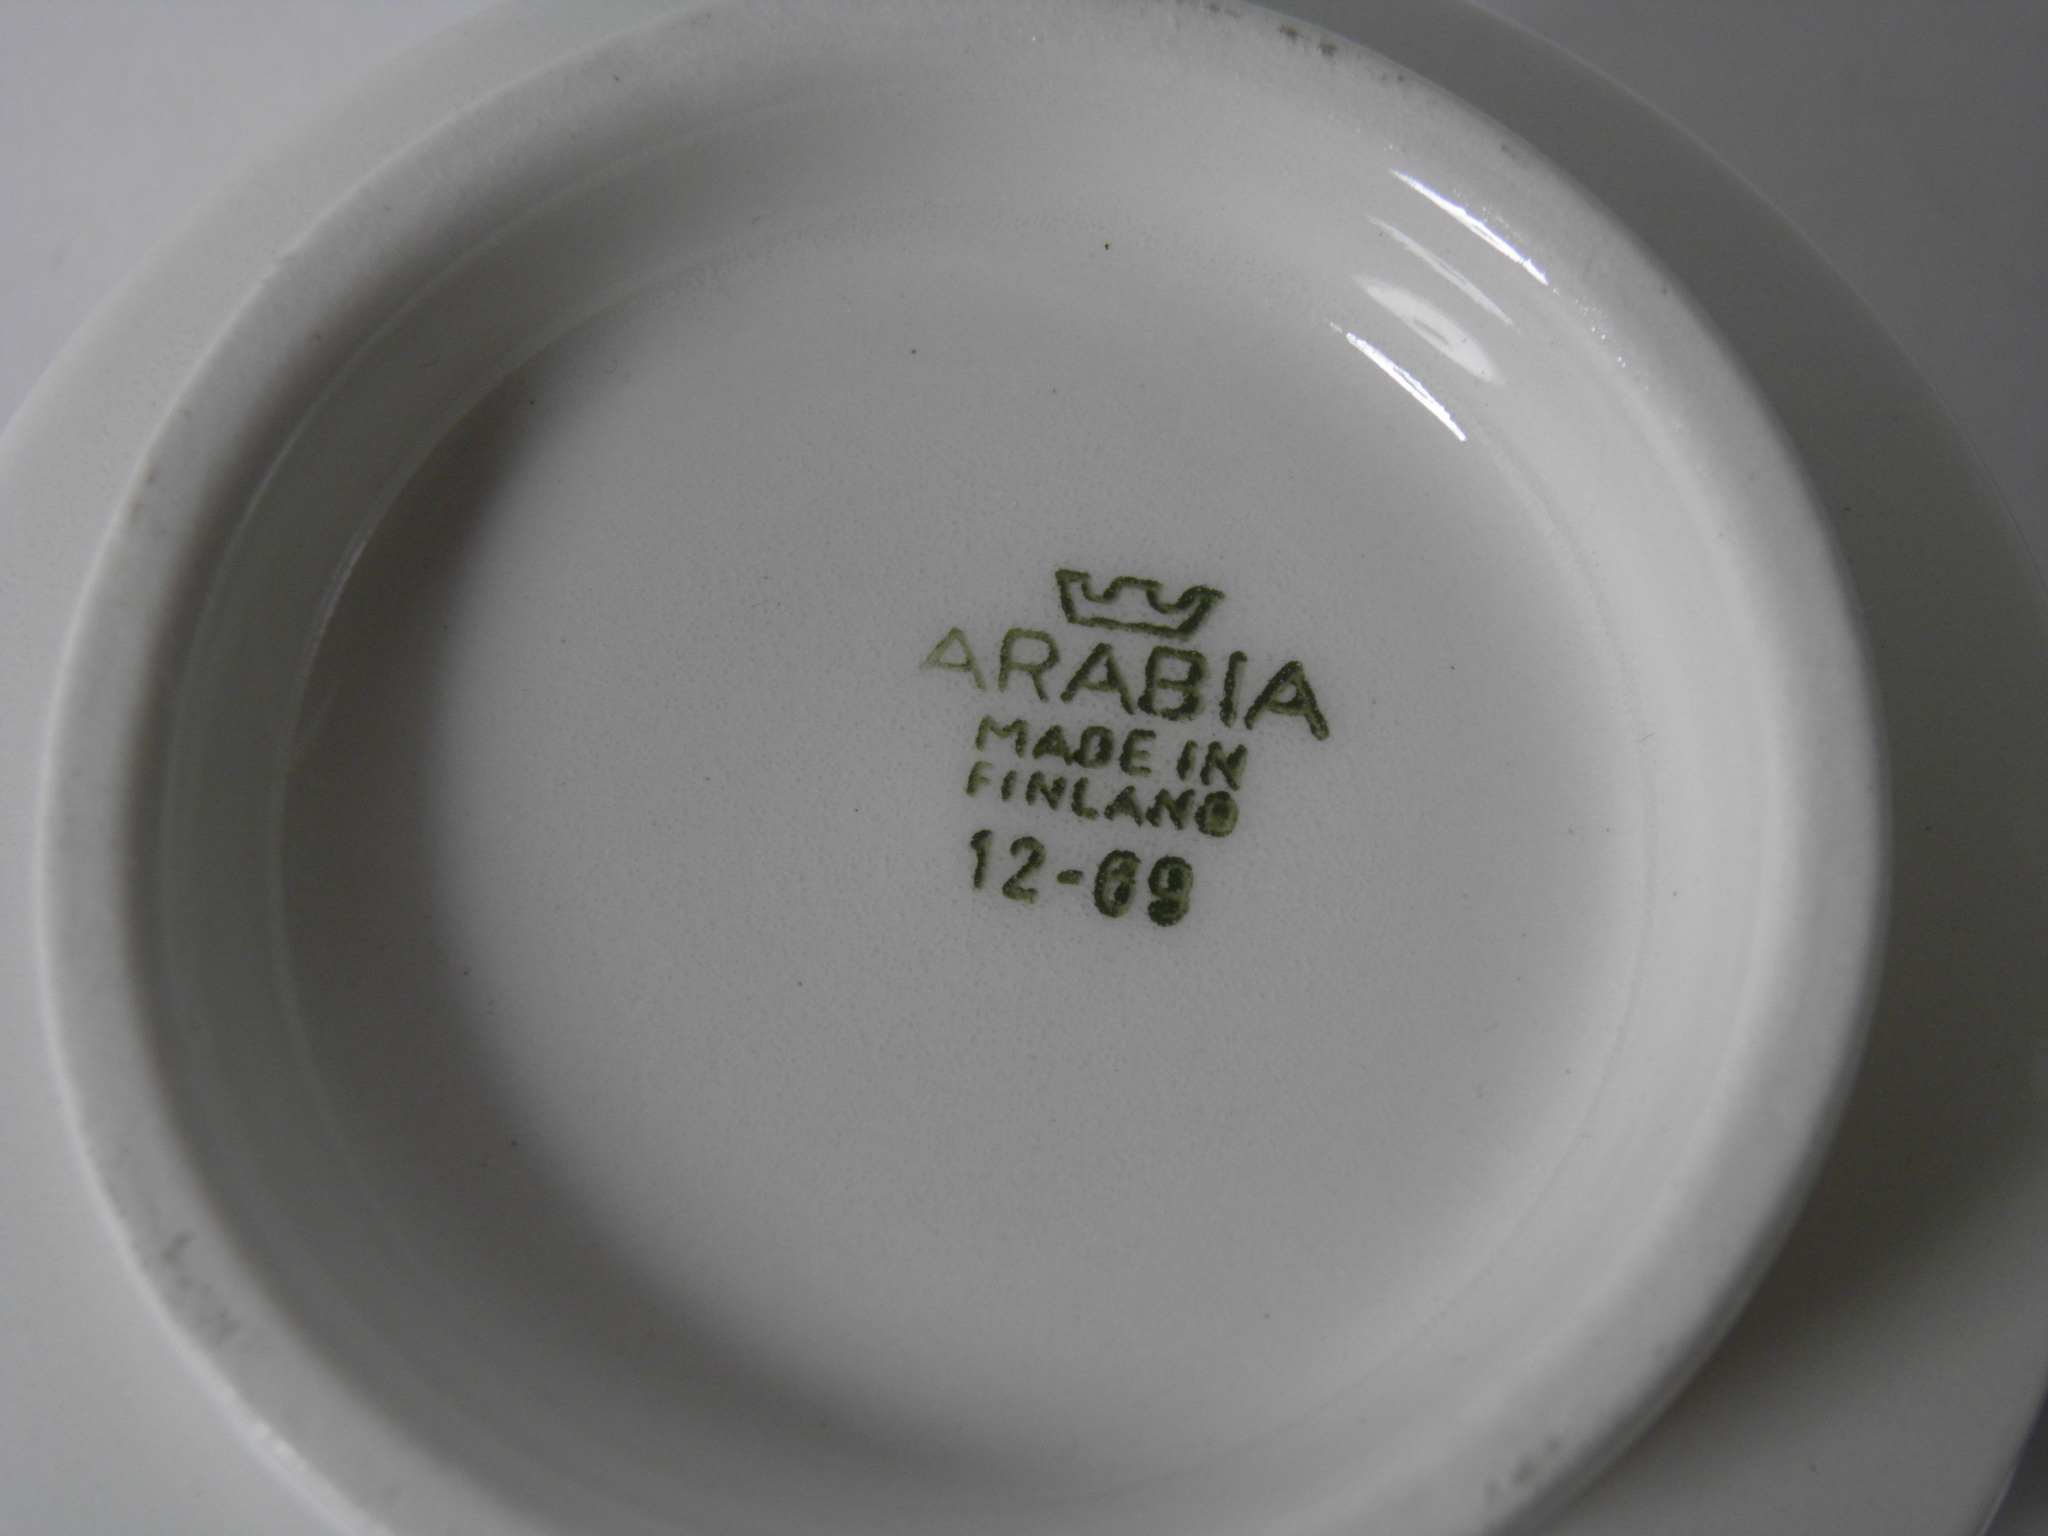 ARABIA
MADE IN
FINLAND
12-69